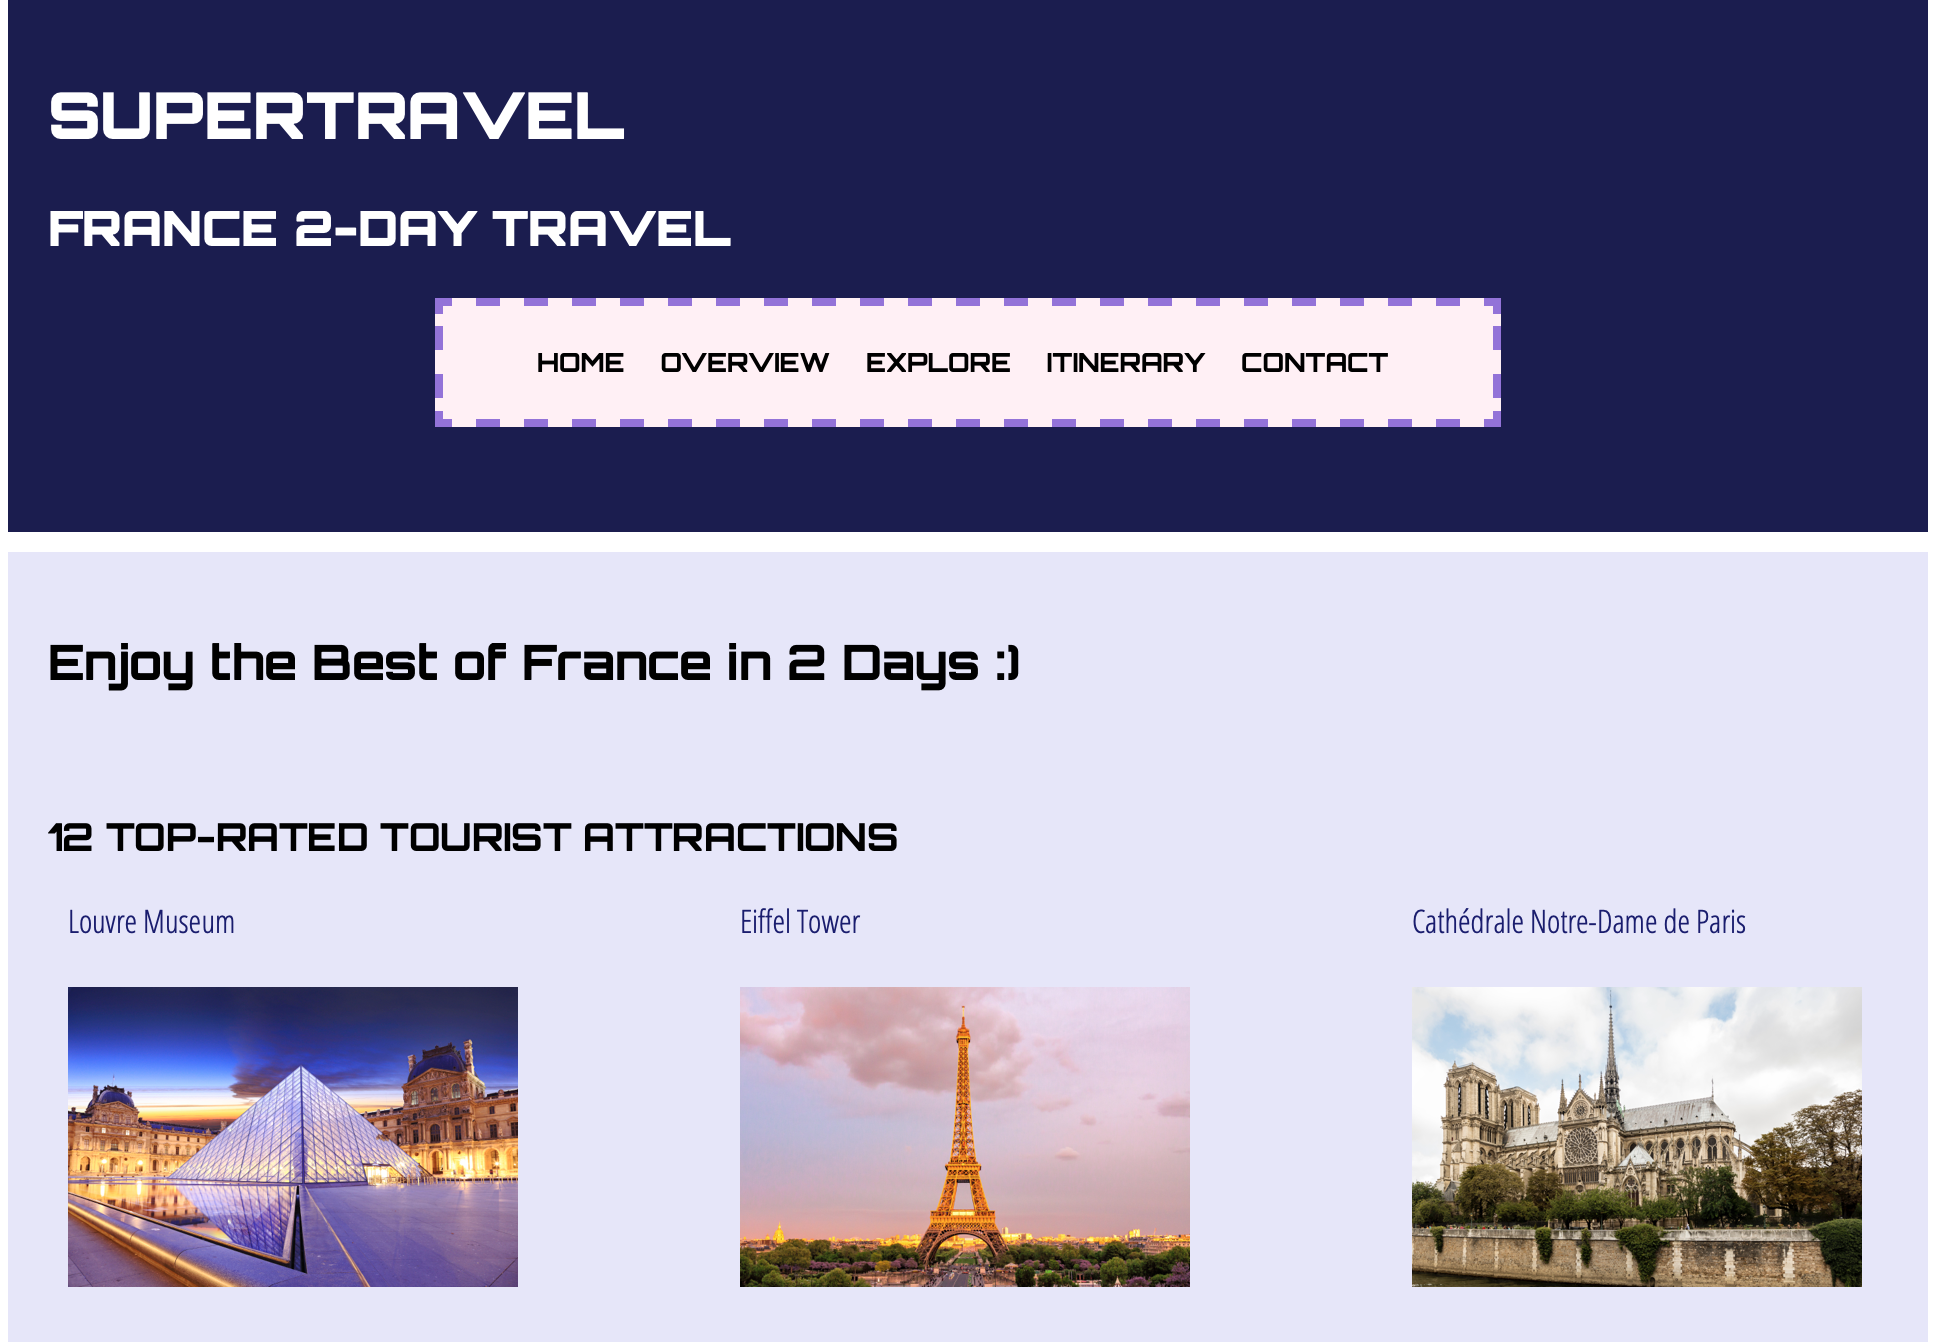 SUPERTRAVEL
FRANCE 2-DAY TRAVEL
HOME OVERVIEW EXPLORE ITINERARY CONTACT
Enjoy the Best of France in 2 Days :)
12 TOP-RATED TOURIST ATTRACTIONS
Louvre Museum
Eiffel Tower
Cathédrale Notre-Dame de Paris